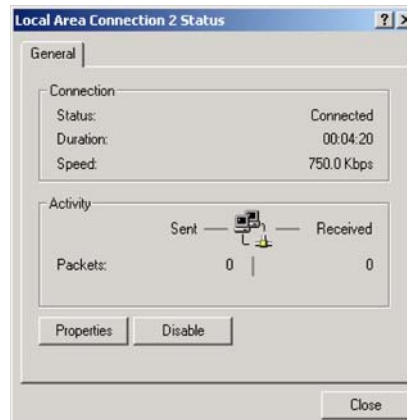 Local Area Connection 2 Status
General
Connection
Status: Connected
Duration: 00:04:20
Speed: 750.0 Kbps
Activity
Sent Received
Packets: 0 0
Properties Disable
Close